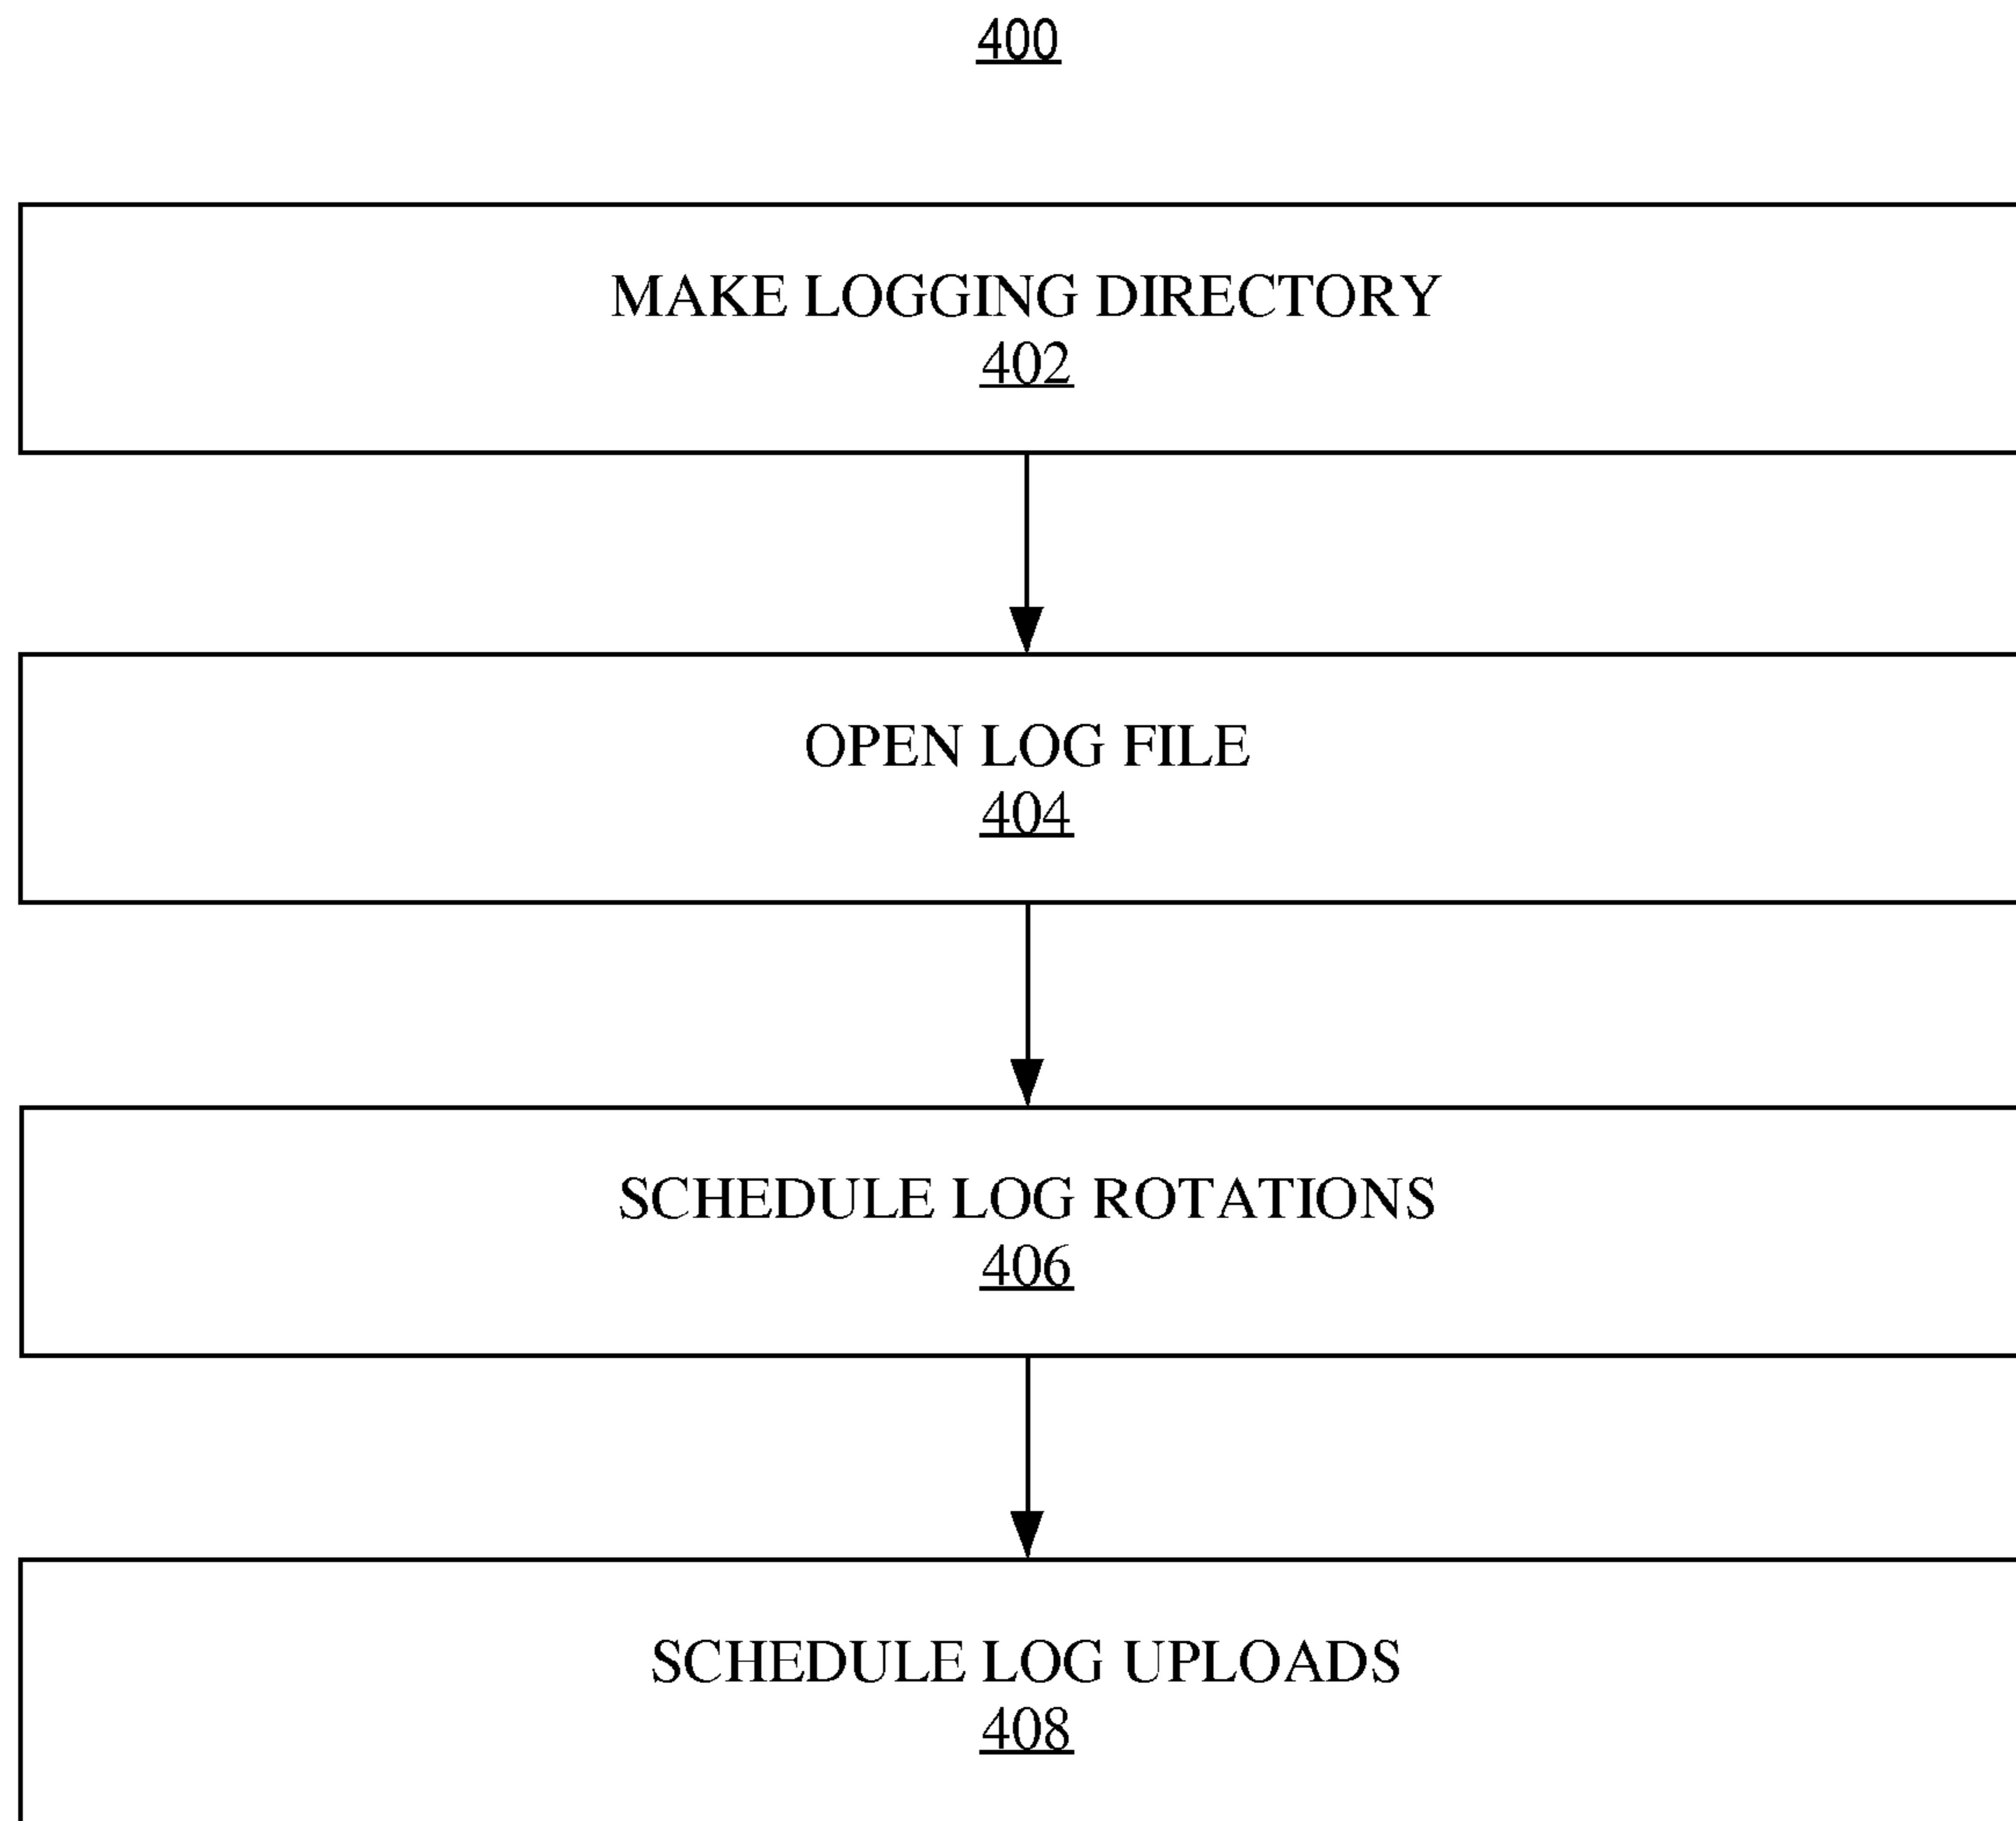 400
MAKE LOGGING DIRECTORY
402
OPEN LOG FILE
404
SCHEDULE LOG ROTATIONS
406
SCHEDULE LOG UPLOADS
408